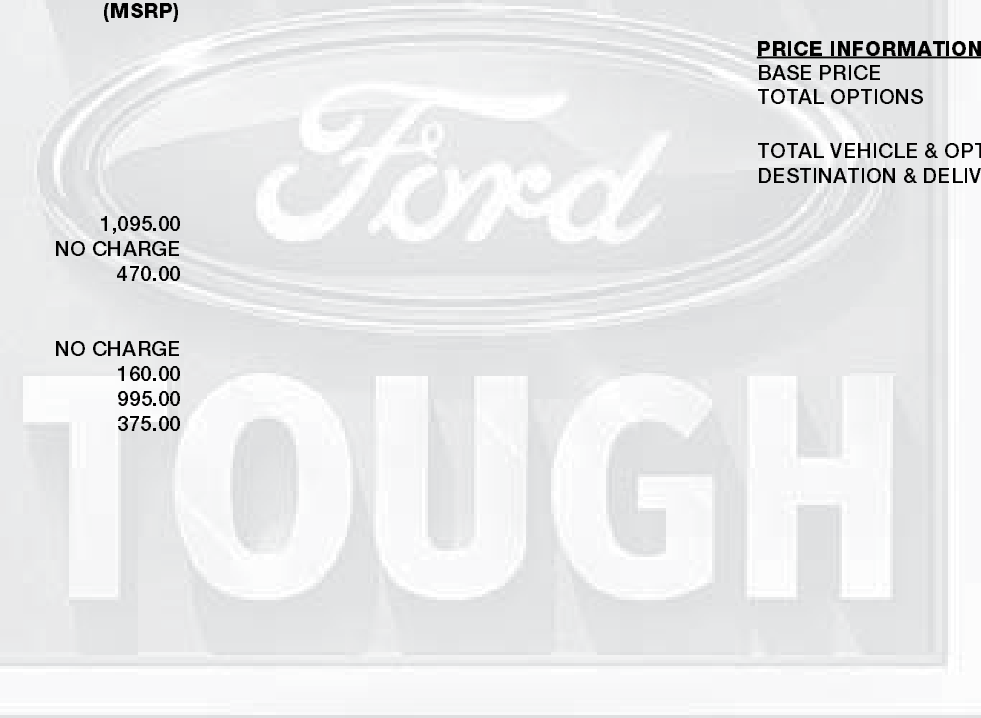 (MSRP)
1,095.00
NO CHARGE
470.00
NO CHARGE
160.00
995.00
375.00
PRICE INFORMATION
BASE PRICE
TOTAL OPTIONS
TOTAL VEHICLE & OPT
DESTINATION & DELIV
Ford
TOUGH